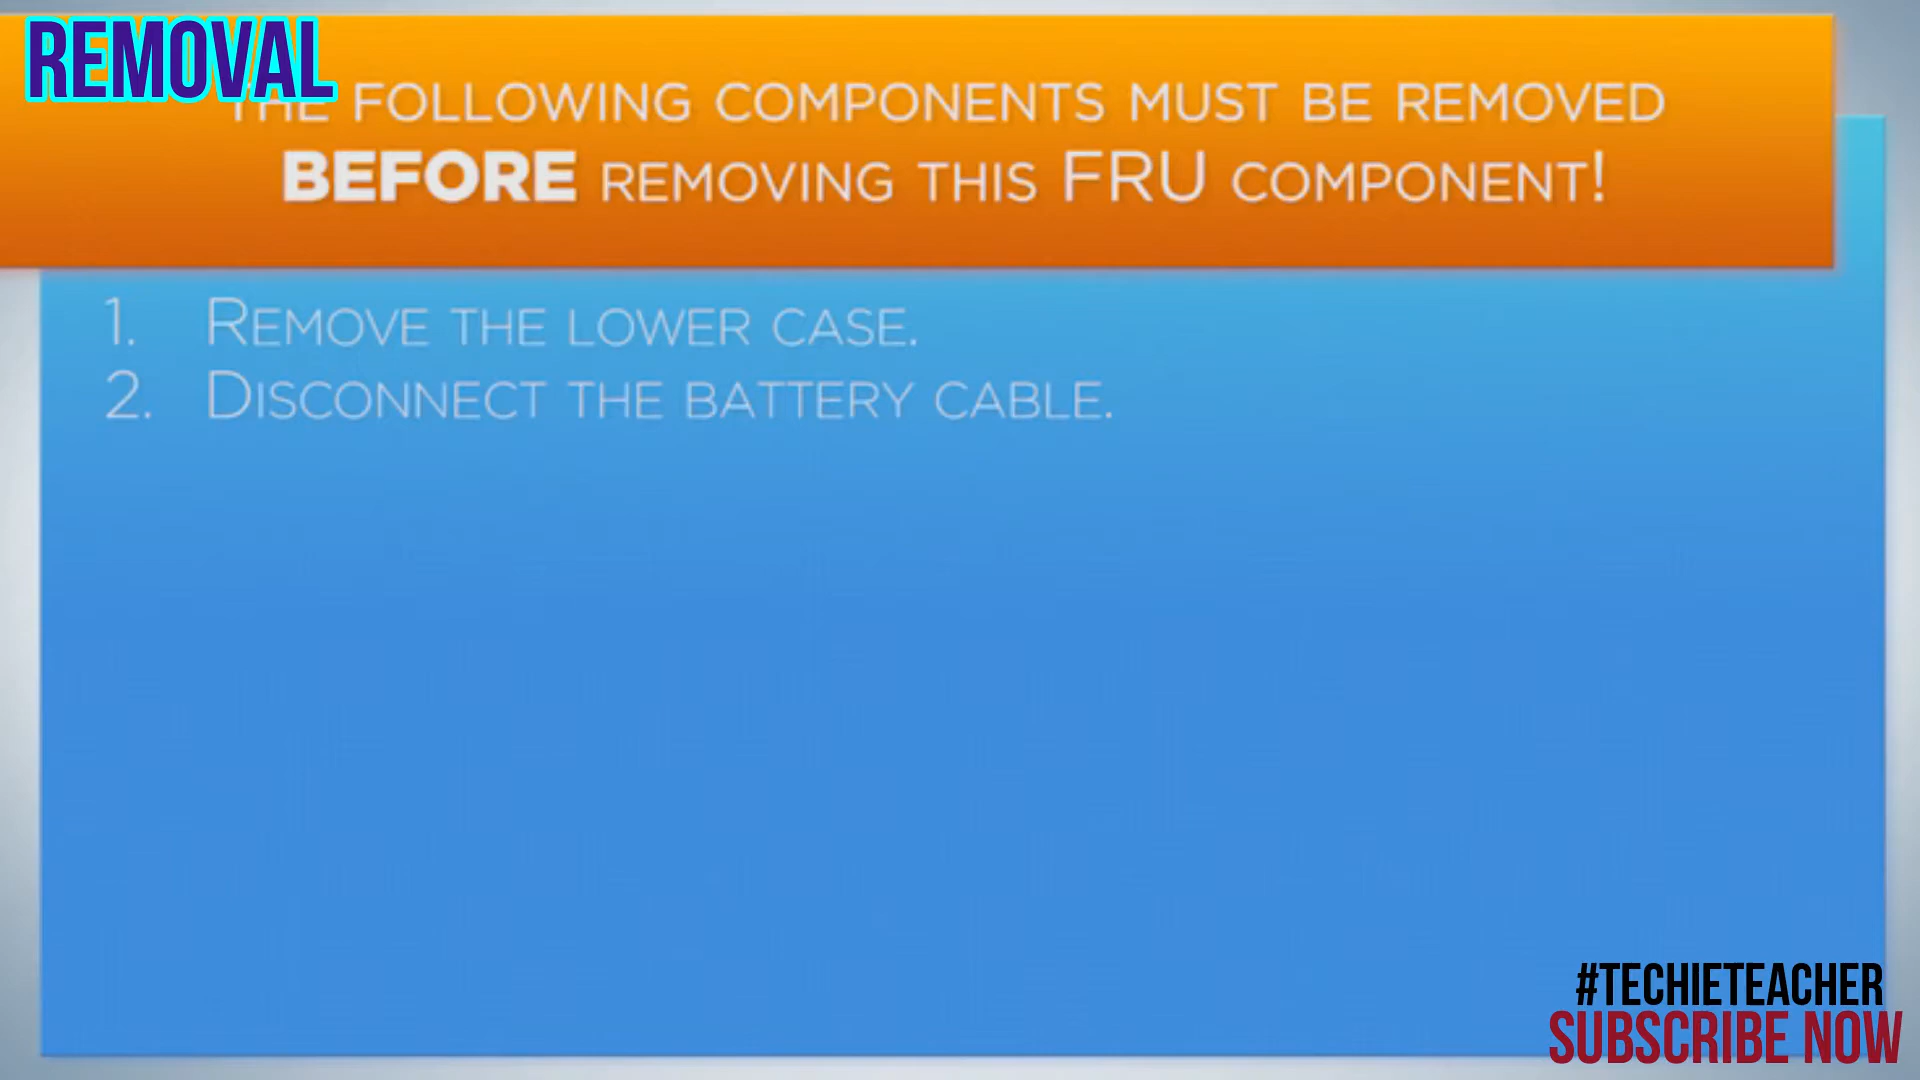 REMOVAL
THE FOLLOWING COMPONENTS MUST BE REMOVED
BEFORE REMOVING THIS FRU COMPONENT!
1. REMOVE THE LOWER CASE.
2. DISCONNECT THE BATTERY CABLE.
#TECHIETEACHER
SUBSCRIBE NOW